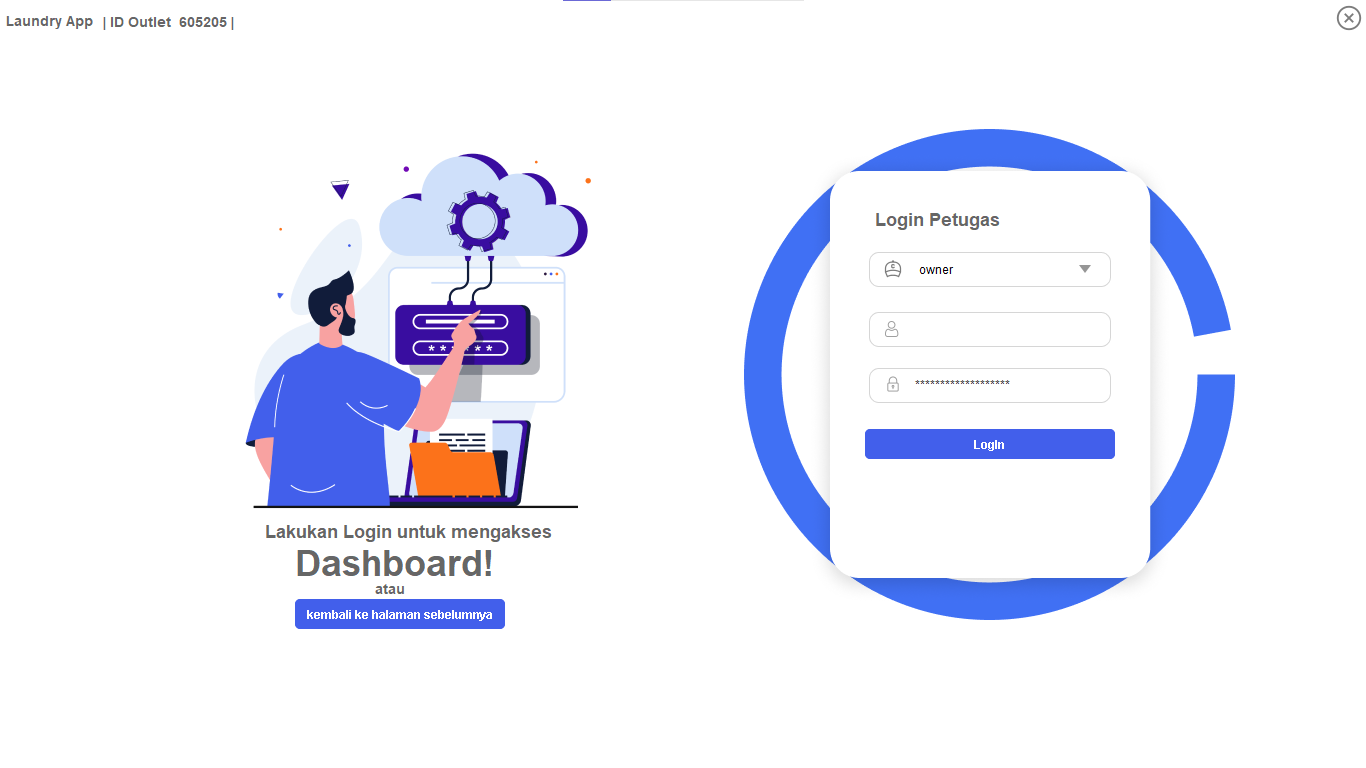 Laundry App | ID Outlet 605205 |
Login Petugas
owner
*******************
Login
* * * * * *
Lakukan Login untuk mengakses
Dashboard!
atau
kembali ke halaman sebelumnya